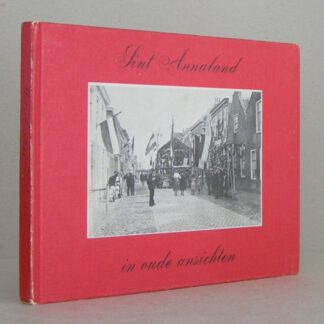 Sint Annaland
in oude ansichten